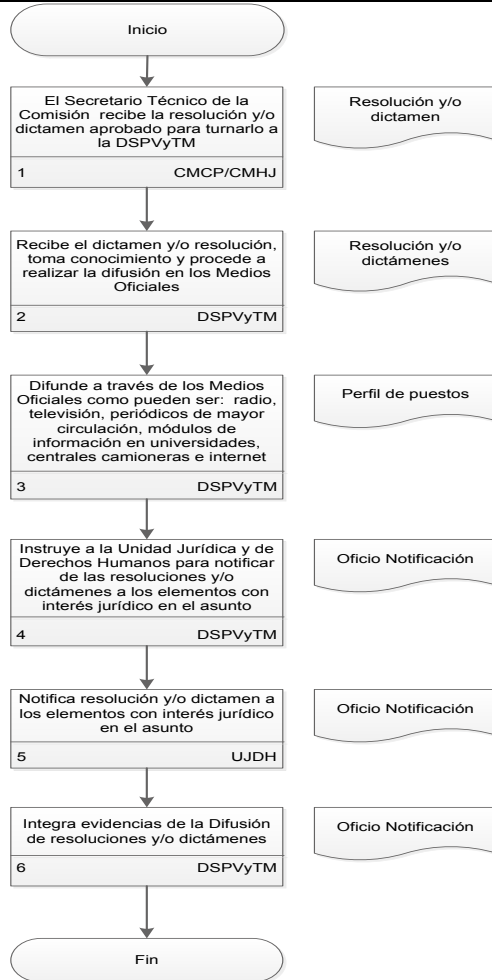 Inicio
El Secretario Técnico de la
Comisión  recibe la resolución y/o
dictamen aprobado para turnarlo a
la DSPVyTM
1 CMCP/CMHJ
Resolución y/o
dictamen
Recibe el dictamen y/o resolución,
toma conocimiento y procede a
realizar la difusión en los Medios
Oficiales
2 DSPVyTM
Resolución y/o
dictámenes
Difunde a través de los Medios
Oficiales como pueden ser:  radio,
televisión, periódicos de mayor
circulación, módulos de
información en universidades,
centrales camioneras e internet
3 DSPVyTM
Perfil de puestos
Instruye a la Unidad Jurídica y de
Derechos Humanos para notificar
de las resoluciones y/o
dictámenes a los elementos con
interés jurídico en el asunto
4 DSPVyTM
Oficio Notificación
Notifica resolución y/o dictamen a
los elementos con interés jurídico
en el asunto
5 UJDH
Oficio Notificación
Integra evidencias de la Difusión
de resoluciones y/o dictámenes
6 DSPVyTM
Oficio Notificación
Fin